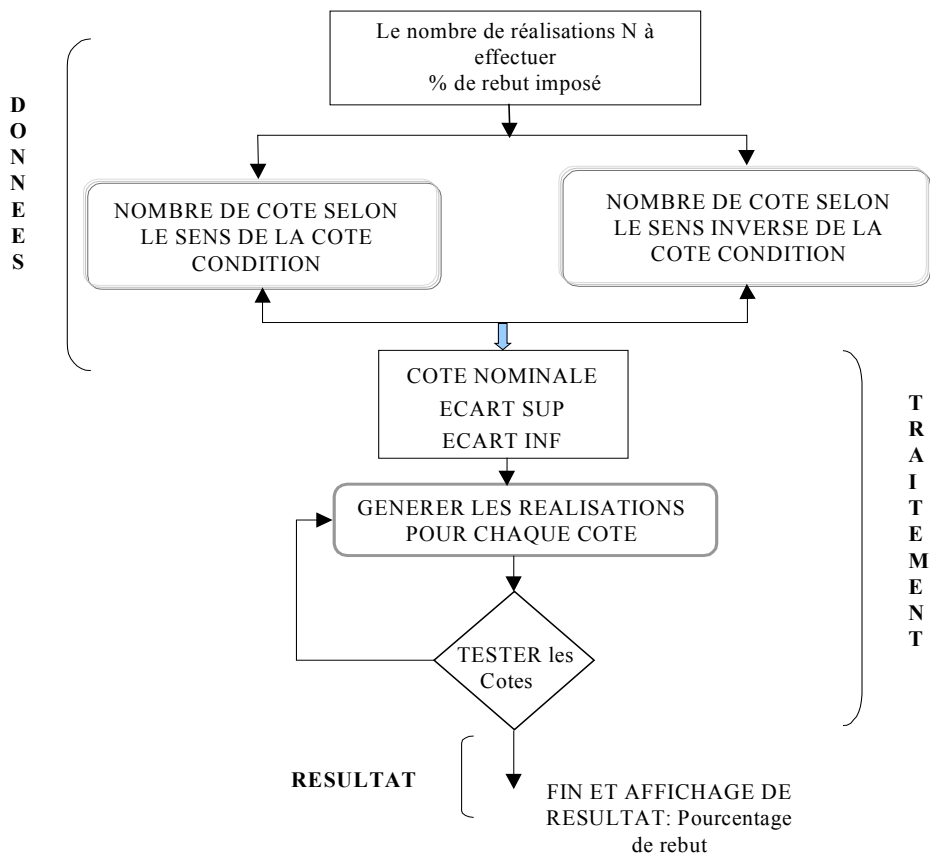 Le nombre de réalisations N à
effectuer
% de rebut imposé
DONNEES
NOMBRE DE COTE SELON
LE SENS DE LA COTE
CONDITION
NOMBRE DE COTE SELON
LE SENS INVERSE DE LA
COTE CONDITION
COTE NOMINALE
ECART SUP
ECART INF
TRAITEMENT
GENERER LES REALISATIONS
POUR CHAQUE COTE
TESTER les
Cotes
RESULTAT
FIN ET AFFICHAGE DE
RESULTAT: Pourcentage
de rebut